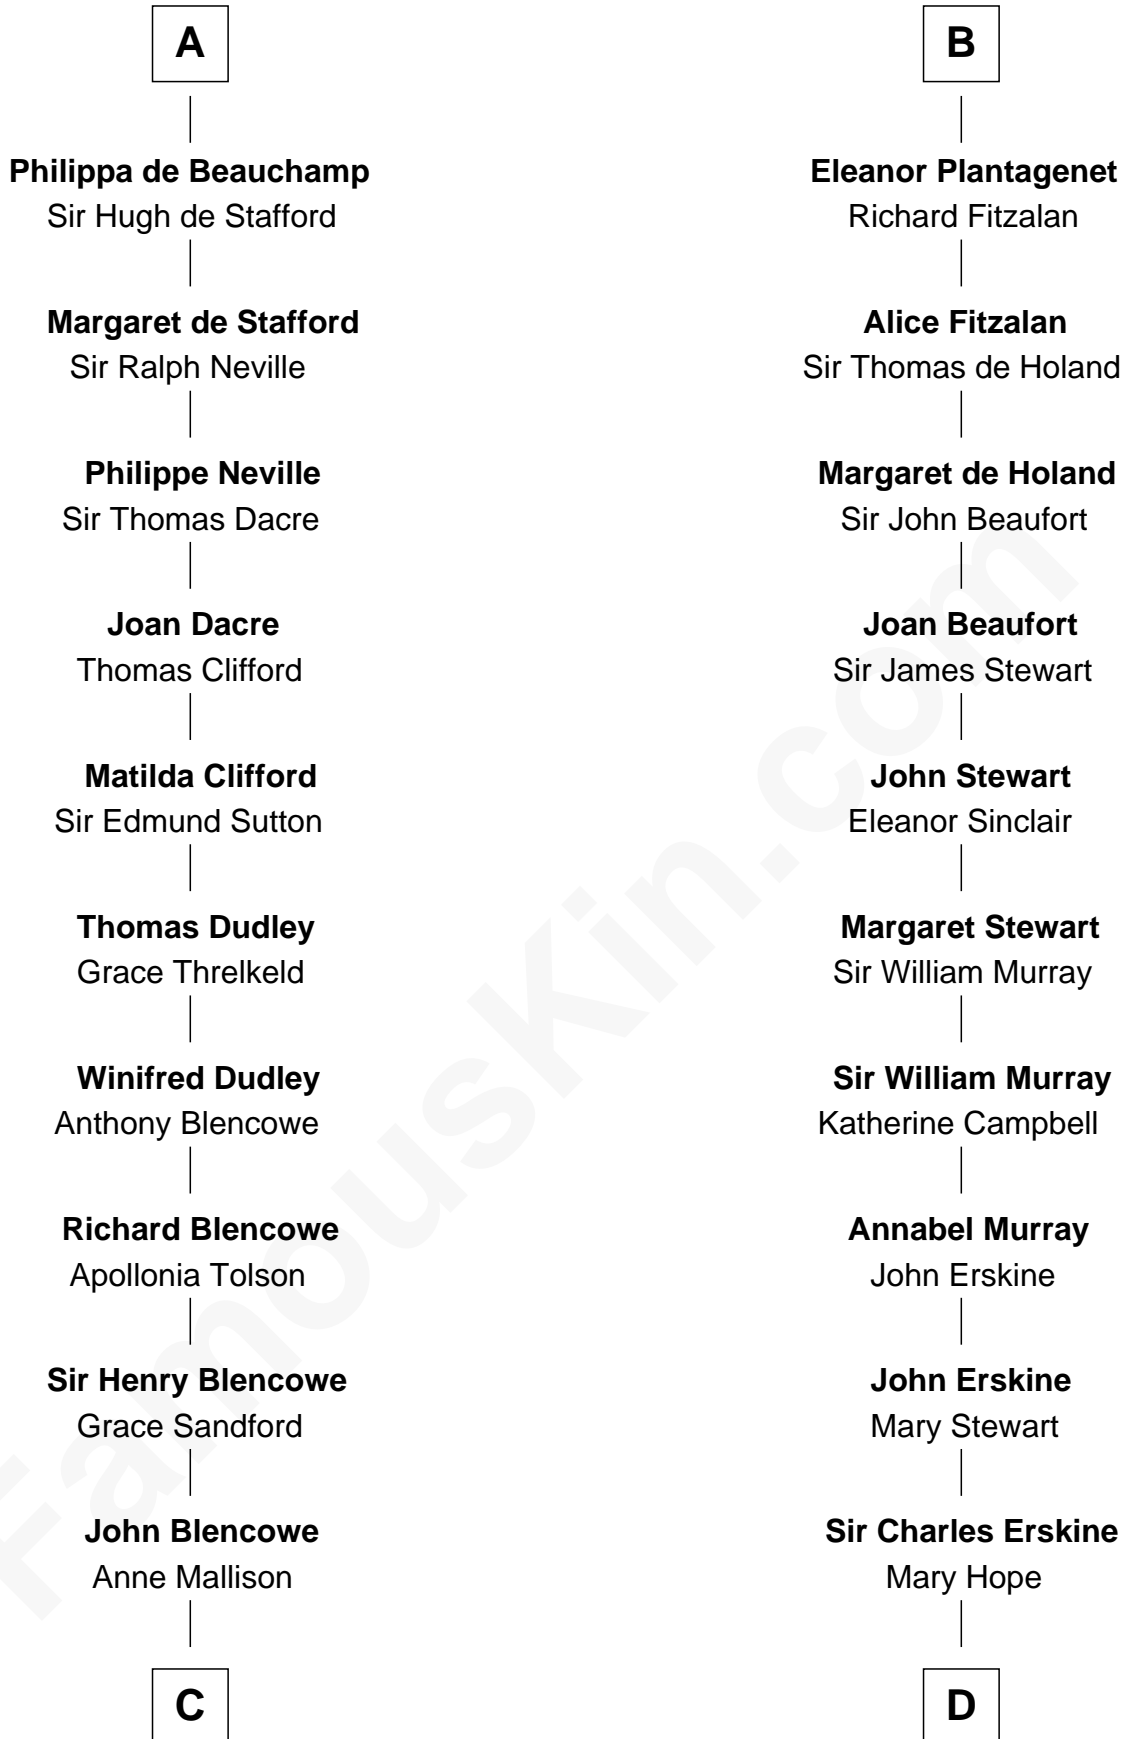 A
Philippa de Beauchamp
Sir Hugh de Stafford
Margaret de Stafford
Sir Ralph Neville
Philippe Neville
Sir Thomas Dacre
Joan Dacre
Thomas Clifford
Matilda Clifford
Sir Edmund Sutton
Thomas Dudley
Grace Threlkeld
Winifred Dudley
Anthony Blencowe
Richard Blencowe
Apollonia Tolson
Sir Henry Blencowe
Grace Sandford
John Blencowe
Anne Mallison
C
B
Eleanor Plantagenet
Richard Fitzalan
Alice Fitzalan
Sir Thomas de Holand
Margaret de Holand
Sir John Beaufort
Joan Beaufort
Sir James Stewart
John Stewart
Eleanor Sinclair
Margaret Stewart
Sir William Murray
Sir William Murray
Katherine Campbell
Annabel Murray
John Erskine
John Erskine
Mary Stewart
Sir Charles Erskine
Mary Hope
D
FamousKin.com